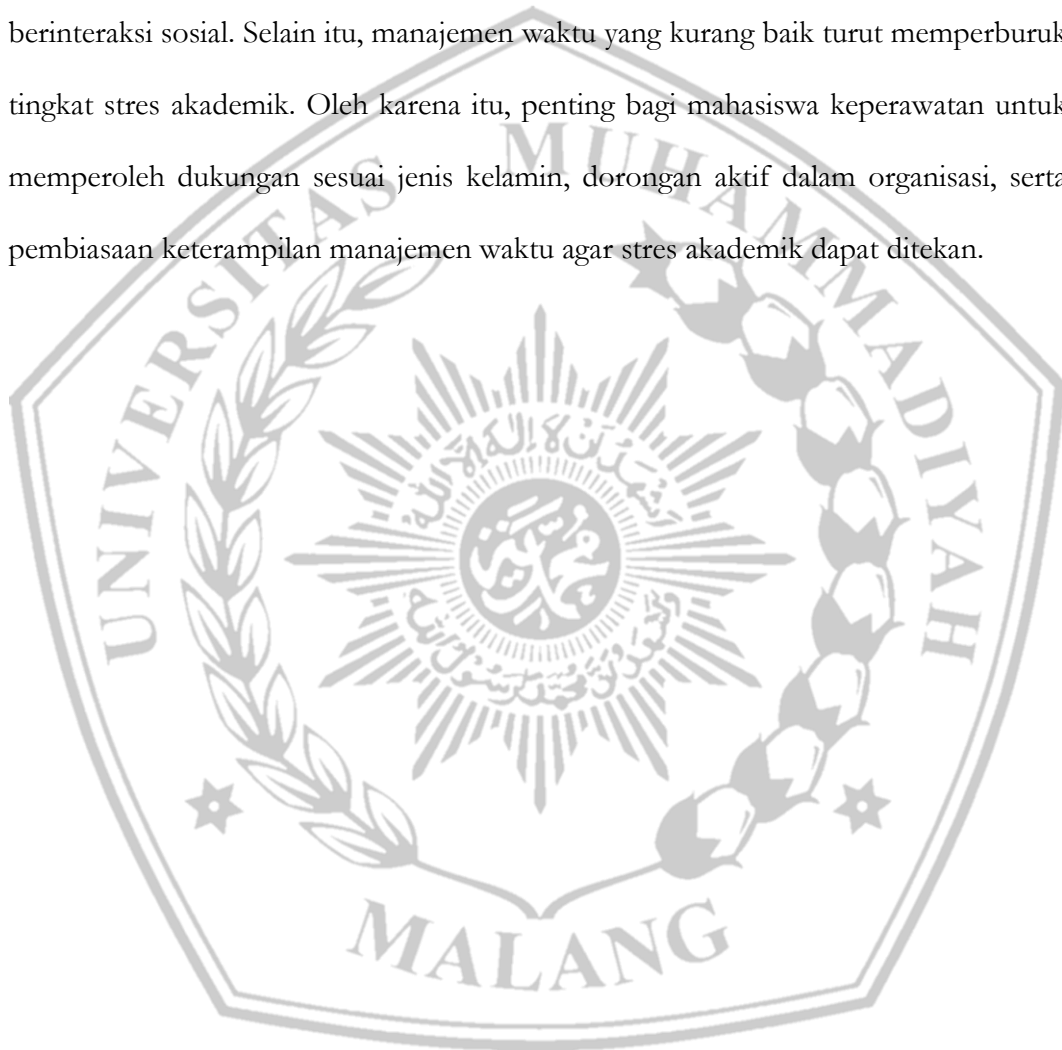 berinteraksi sosial. Selain itu, manajemen waktu yang kurang baik turut memperburuk
tingkat stres akademik. Oleh karena itu, penting bagi mahasiswa keperawatan untuk
memperoleh dukungan sesuai jenis kelamin, dorongan aktif dalam organisasi, serta
pembiasaan keterampilan manajemen waktu agar stres akademik dapat ditekan.
UNIVERSITAS MUHAMMADIYAH
MALANG